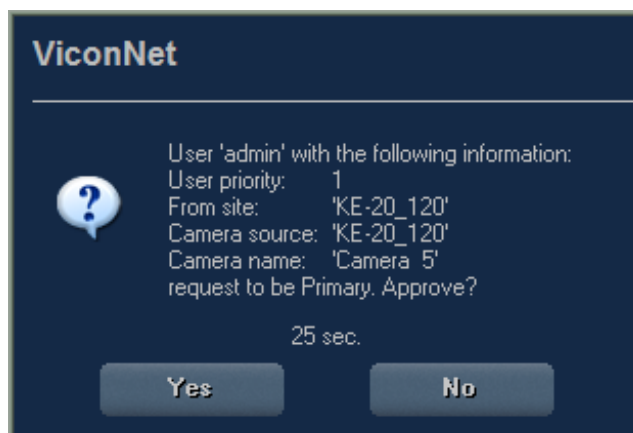 ViconNet
User 'admin' with the following information:
User priority: 1
From site: 'KE-20_120'
Camera source: 'KE-20_120'
Camera name: 'Camera 5'
request to be Primary. Approve?
25 sec.
Yes No